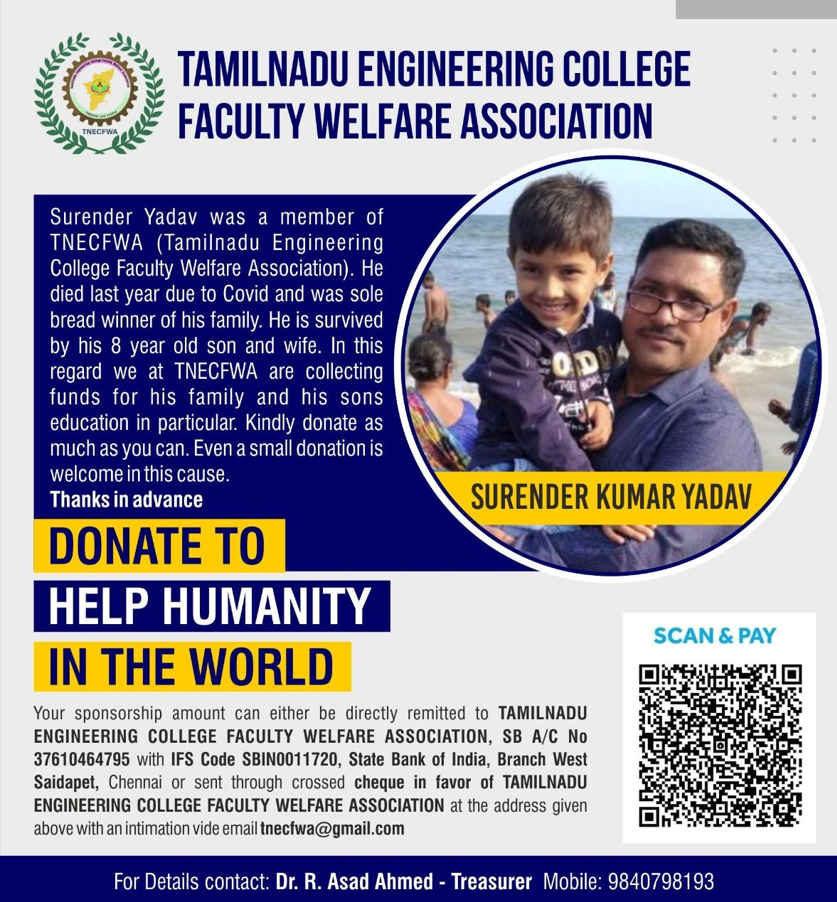 TAMILNADU ENGINEERING COLLEGE
FACULTY WELFARE ASSOCIATION
TNECFWA
Surender Yadav was a member of
TNECFWA (Tamilnadu Engineering
College Faculty Welfare Association). He
died last year due to Covid and was sole
bread winner of his family. He is survived
by his 8 year old son and wife. In this
regard we at TNECFWA are collecting
funds for his family and his sons
education in particular. Kindly donate as
much as you can. Even a small donation is
welcome in this cause.
Thanks in advance
SURENDER KUMAR YADAV
DONATE TO
HELP HUMANITY
IN THE WORLD
SCAN & PAY
Your sponsorship amount can either be directly remitted to TAMILNADU
ENGINEERING COLLEGE FACULTY WELFARE ASSOCIATION, SB A/C No
37610464795 with IFS Code SBIN0011720, State Bank of India, Branch West
Saidapet, Chennai or sent through crossed cheque in favor of TAMILNADU
ENGINEERING COLLEGE FACULTY WELFARE ASSOCIATION at the address given
above with an intimation vide email tnecfwa@gmail.com
For Details contact: Dr. R. Asad Ahmed - Treasurer Mobile: 9840798193